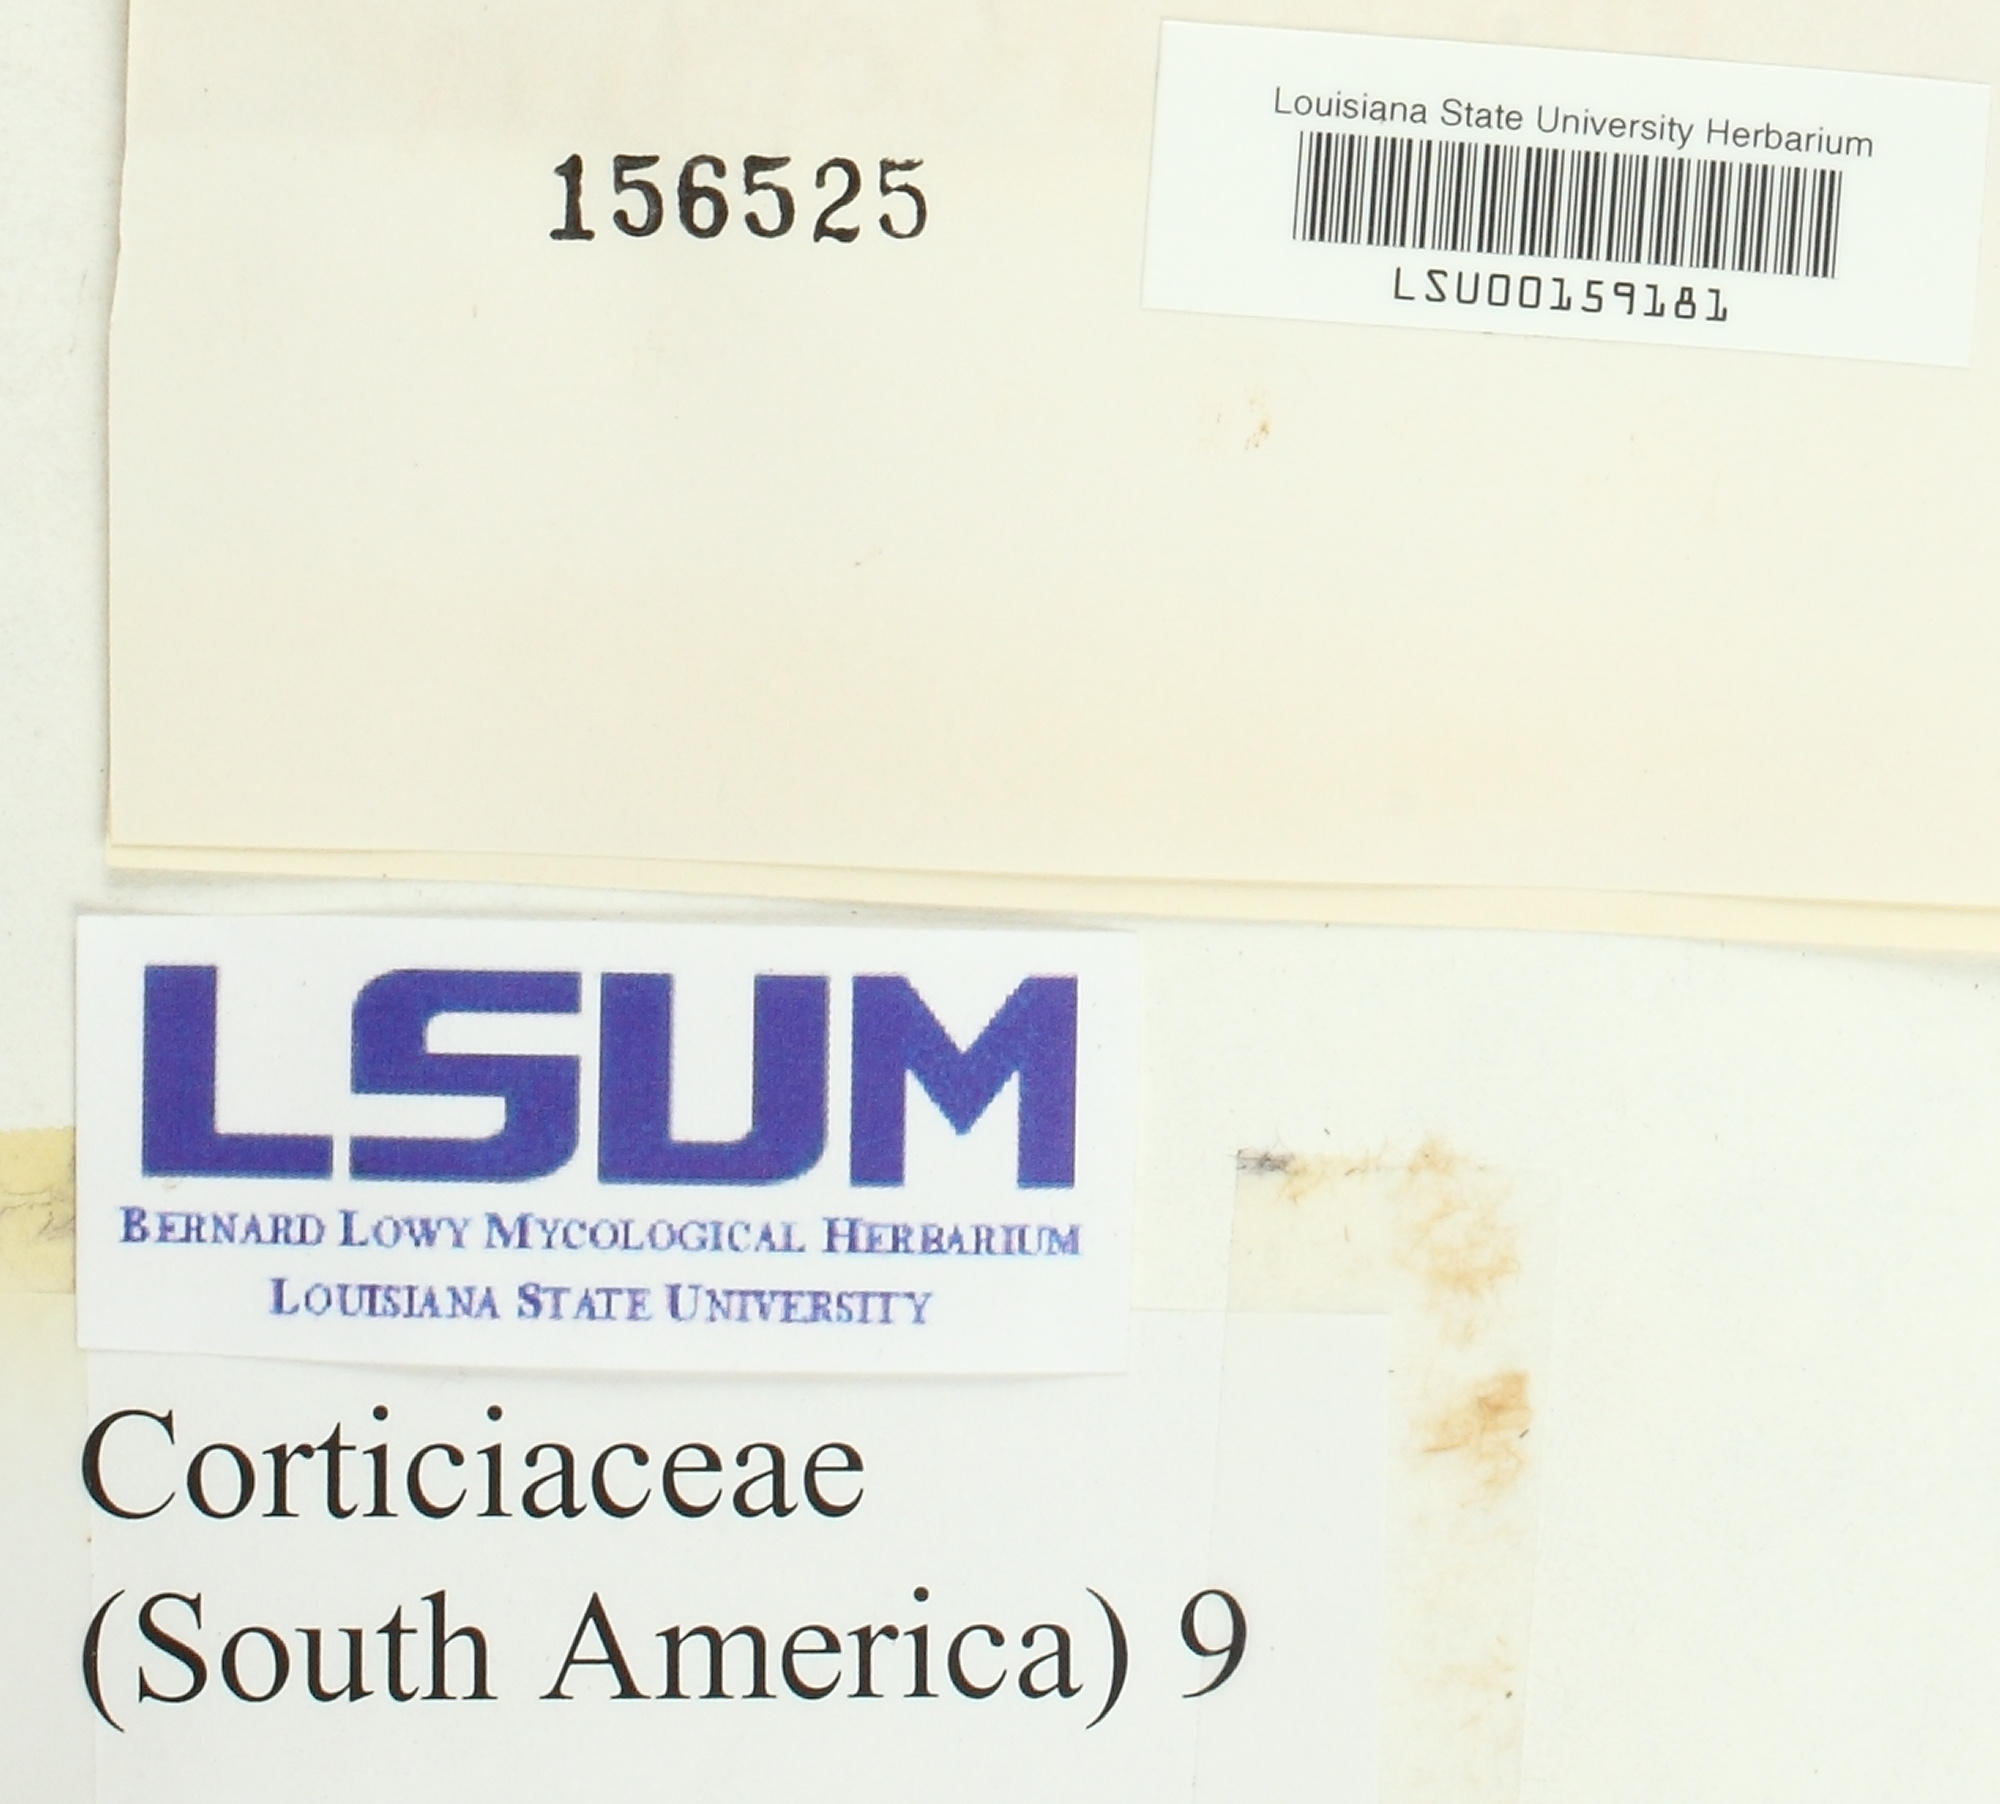 156525
Louisiana State University Herbarium
LSU00159181
LSUM
BERNARD LOWY MYCOLOGICAL HERBARIUM
LOUISIANA STATE UNIVERSITY
Corticiaceae
(South America) 9